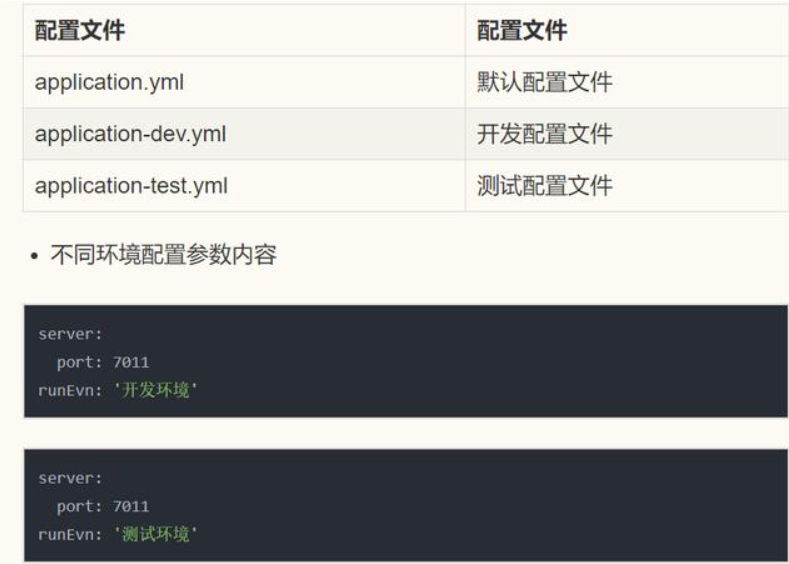 配置文件 配置文件
application.yml 默认配置文件
application-dev.yml 开发配置文件
application-test.yml 测试配置文件
• 不同环境配置参数内容
server:
  port: 7011
runEvn: '开发环境'
server:
  port: 7011
runEvn: '测试环境'